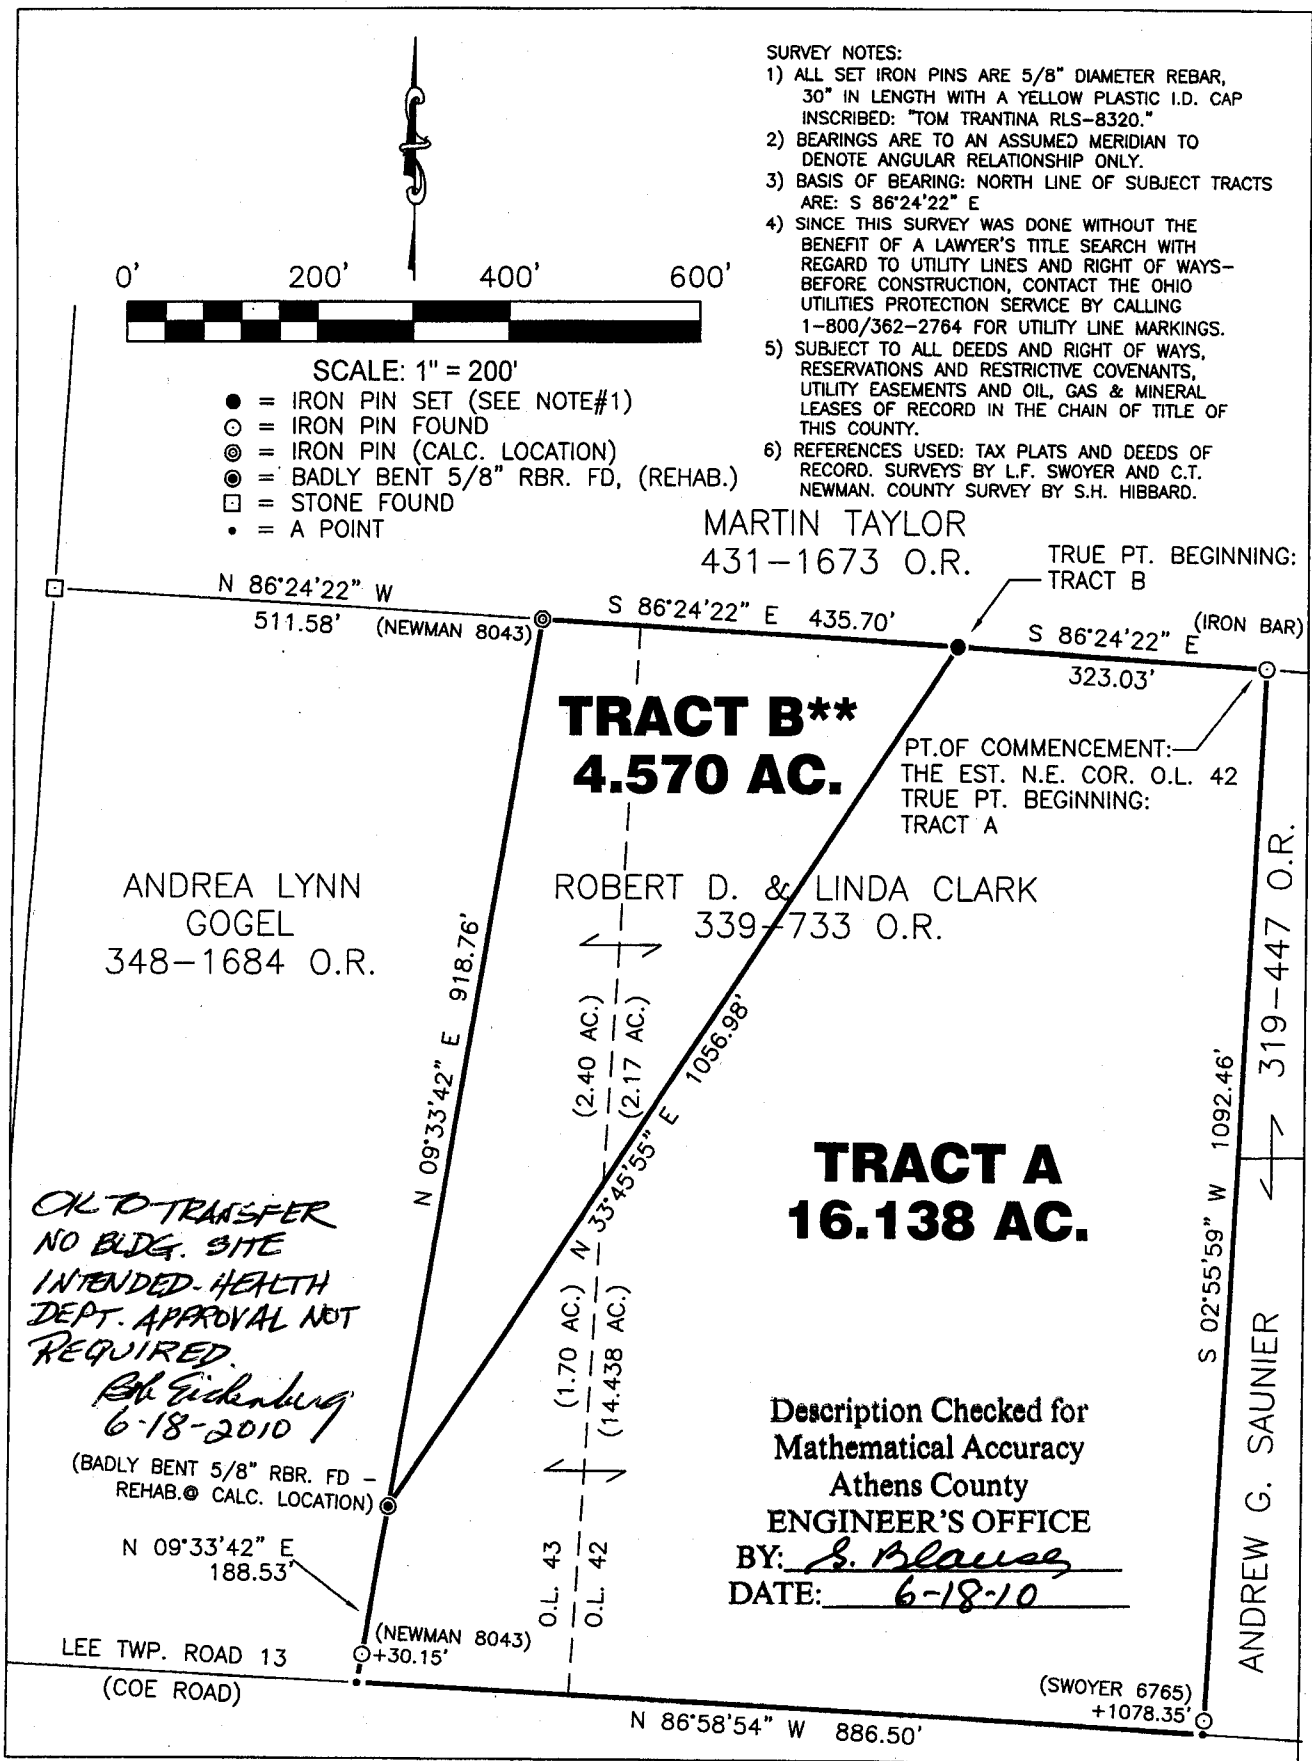 SURVEY NOTES:
1) ALL SET IRON PINS ARE 5/8" DIAMETER REBAR,
30" IN LENGTH WITH A YELLOW PLASTIC I.D. CAP
INSCRIBED: "TOM TRANTINA RLS-8320."
2) BEARINGS ARE TO AN ASSUMED MERIDIAN TO
DENOTE ANGULAR RELATIONSHIP ONLY.
3) BASIS OF BEARING: NORTH LINE OF SUBJECT TRACTS
ARE: S 86°24'22" E
4) SINCE THIS SURVEY WAS DONE WITHOUT THE
BENEFIT OF A LAWYER'S TITLE SEARCH WITH
REGARD TO UTILITY LINES AND RIGHT OF WAYS-
BEFORE CONSTRUCTION, CONTACT THE OHIO
UTILITIES PROTECTION SERVICE BY CALLING
1-800/362-2764 FOR UTILITY LINE MARKINGS.
5) SUBJECT TO ALL DEEDS AND RIGHT OF WAYS,
RESERVATIONS AND RESTRICTIVE COVENANTS,
UTILITY EASEMENTS AND OIL, GAS & MINERAL
LEASES OF RECORD IN THE CHAIN OF TITLE OF
THIS COUNTY.
6) REFERENCES USED: TAX PLATS AND DEEDS OF
RECORD. SURVEYS BY L.F. SWOYER AND C.T.
NEWMAN. COUNTY SURVEY BY S.H. HIBBARD.
0' 200' 400' 600'
SCALE: 1" = 200'
= IRON PIN SET (SEE NOTE#1)
= IRON PIN FOUND
= IRON PIN (CALC. LOCATION)
= BADLY BENT 5/8" RBR. FD, (REHAB.)
= STONE FOUND
= A POINT
MARTIN TAYLOR
431-1673 O.R.
TRUE PT. BEGINNING:
TRACT B
N 86°24'22" W
511.58' (NEWMAN 8043)
S 86°24'22" E 435.70'
S 86°24'22" E
(IRON BAR)
323.03'
TRACT B**
4.570 AC.
PT.OF COMMENCEMENT:
THE EST. N.E. COR. O.L. 42
TRUE PT. BEGINNING:
TRACT A
ANDREA LYNN
GOGEL
348-1684 O.R.
ROBERT D. & LINDA CLARK
339-733 O.R.
N 09°33'42" E 918.76'
(2.40 AC.)
(2.17 AC.)
N 33°45'55" E 1056.98'
S 02°55'59" W 1092.46'
319-447 O.R.
ANDREW G. SAUNIER
TRACT A
16.138 AC.
OK TO TRANSFER
NO BLDG. SITE
INTENDED-HEALTH
DEPT. APPROVAL NOT
REQUIRED.
Bob Eichenburg
6-18-2010
(1.70 AC.)
(14.438 AC.)
(BADLY BENT 5/8" RBR. FD -
REHAB.@ CALC. LOCATION)
N 09°33'42" E
188.53'
O.L. 43
O.L. 42
Description Checked for
Mathematical Accuracy
Athens County
ENGINEER'S OFFICE
BY: S. Blauser
DATE: 6-18-10
LEE TWP. ROAD 13
(COE ROAD)
(NEWMAN 8043)
+30.15'
N 86°58'54" W 886.50'
(SWOYER 6765)
+1078.35'